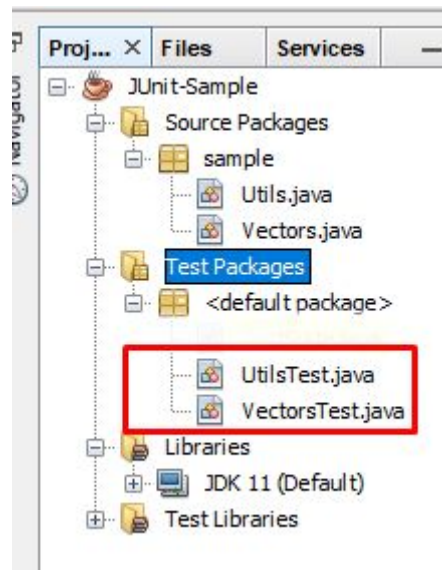 Proj... × Files Services
JUnit-Sample
Source Packages
sample
Utils.java
Vectors.java
Test Packages
<default package>
UtilsTest.java
VectorsTest.java
Libraries
JDK 11 (Default)
Test Libraries